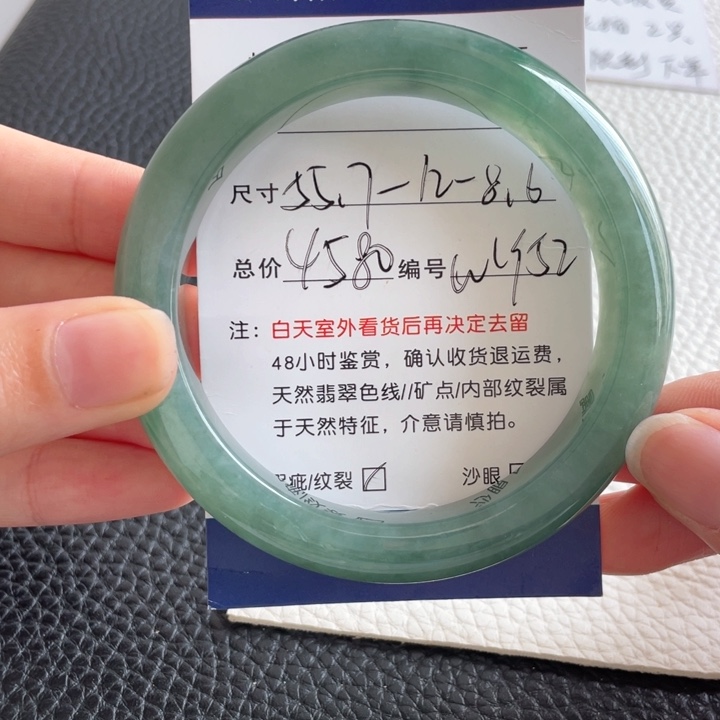 尺寸55.7-12-8.6
总价4580编号WL952
注：白天室外看货后再决定去留
48小时鉴赏，确认收货退运费，
天然翡翠色线//矿点/内部纹裂属
于天然特征，介意请慎拍。
疵/纹裂 沙眼